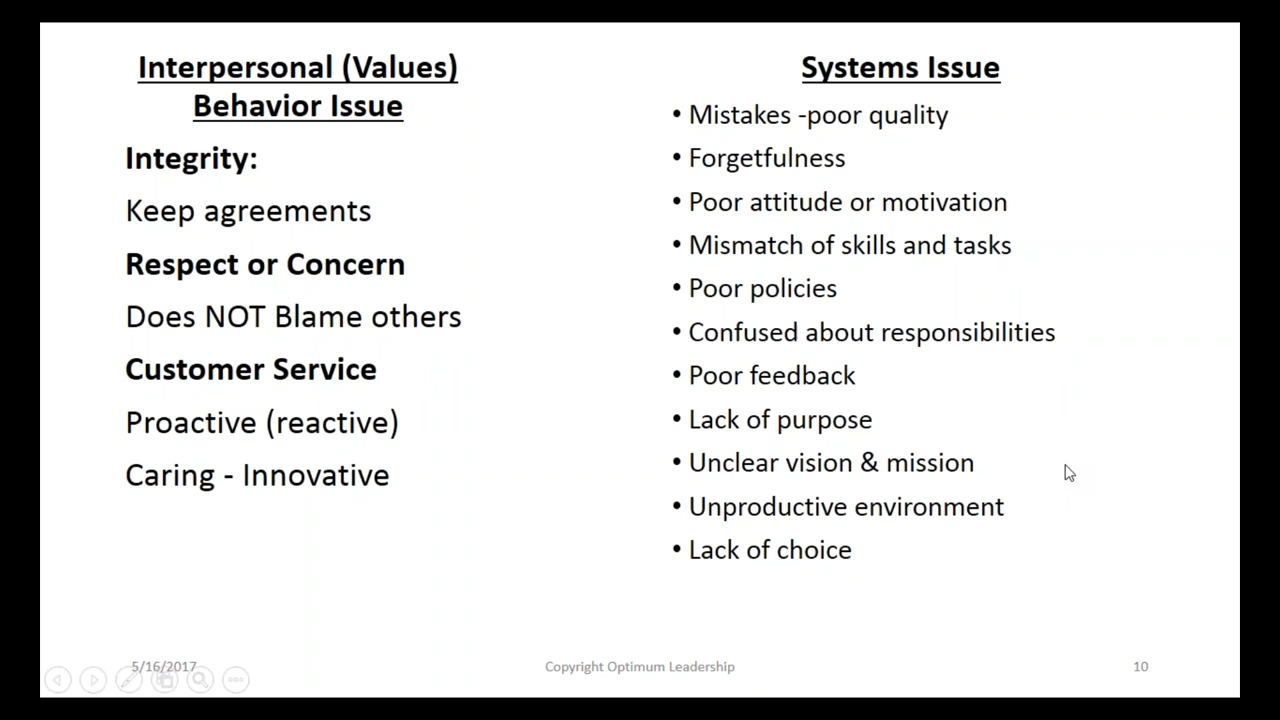 Interpersonal (Values)
Behavior Issue
Integrity:
Keep agreements
Respect or Concern
Does NOT Blame others
Customer Service
Proactive (reactive)
Caring - Innovative
Systems Issue
• Mistakes -poor quality
• Forgetfulness
• Poor attitude or motivation
• Mismatch of skills and tasks
• Poor policies
• Confused about responsibilities
• Poor feedback
• Lack of purpose
• Unclear vision & mission
• Unproductive environment
• Lack of choice
5/16/2017
Copyright Optimum Leadership
10